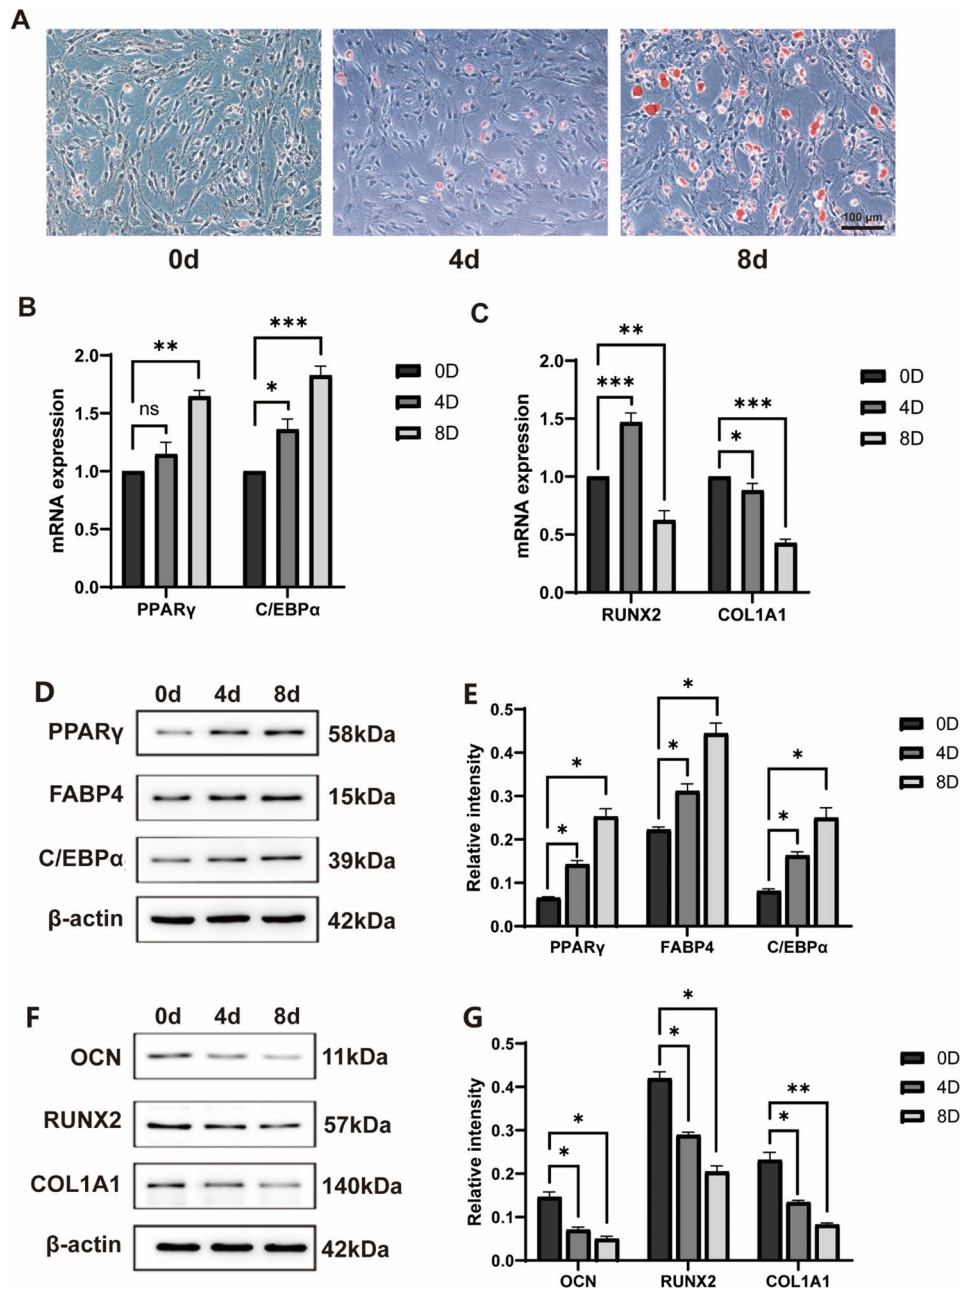 A
100 μm
0d 4d 8d
B
mRNA expression
2.0
1.5
1.0
0.5
0.0
** ***
ns *
PPARγ C/EBPα
0D
4D
8D
C
mRNA expression
2.0
1.5
1.0
0.5
0.0
**
*** ***
*
RUNX2 COL1A1
0D
4D
8D
D
0d 4d 8d
PPARγ 58kDa
FABP4 15kDa
C/EBPα 39kDa
β-actin 42kDa
E
Relative intensity
0.5
0.4
0.3
0.2
0.1
0.0
* * *
* * *
PPARγ FABP4 C/EBPα
0D
4D
8D
F
0d 4d 8d
OCN 11kDa
RUNX2 57kDa
COL1A1 140kDa
β-actin 42kDa
G
Relative intensity
0.5
0.4
0.3
0.2
0.1
0.0
* * **
* * *
OCN RUNX2 COL1A1
0D
4D
8D